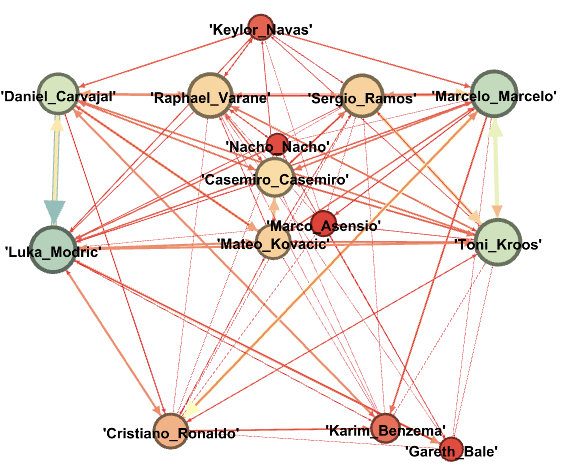 'Keylor_Navas'
'Daniel_Carvajal'
'Raphael_Varane'
'Sergio_Ramos'
'Marcelo_Marcelo'
'Nacho_Nacho'
'Casemiro_Casemiro'
'Marco_Asensio'
'Luka_Modric'
'Mateo_Kovacic'
'Toni_Kroos'
'Cristiano_Ronaldo'
'Karim_Benzema'
'Gareth_Bale'